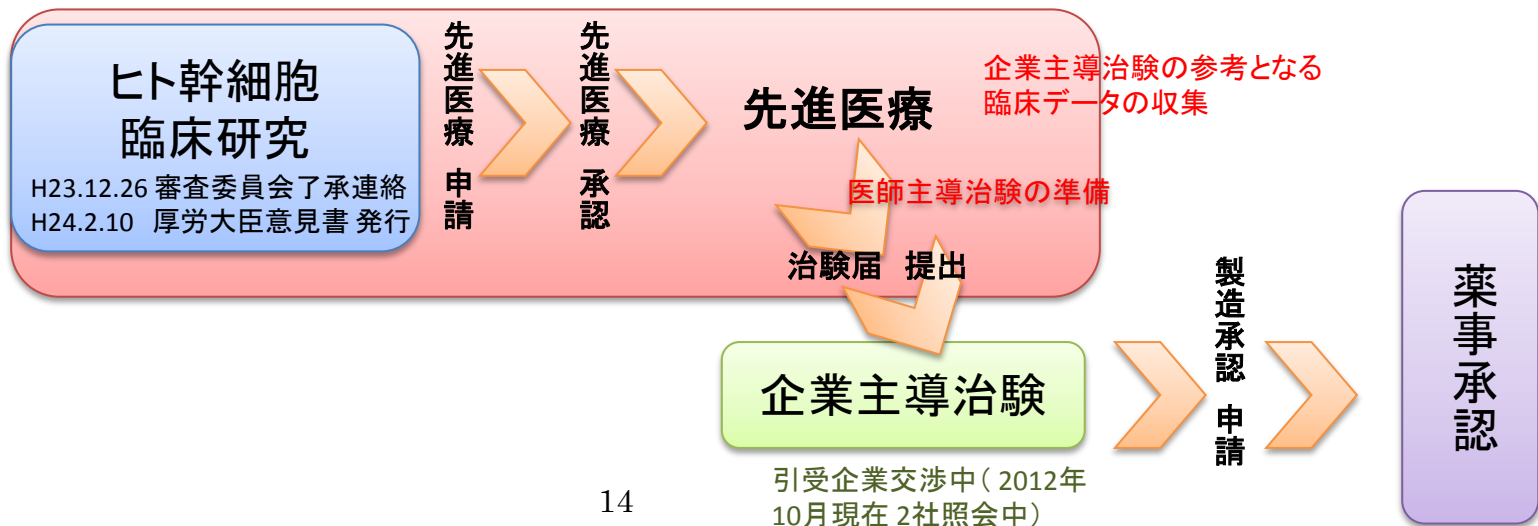 ヒト幹細胞
臨床研究
H23.12.26 審査委員会了承連絡
H24.2.10 厚労大臣意見書 発行
先進医療 申請
先進医療 承認
先進医療
企業主導治験の参考となる
臨床データの収集
医師主導治験の準備
治験届 提出
企業主導治験
引受企業交渉中（ 2012年
10月現在 2社照会中）
製造承認 申請
薬事承認
14